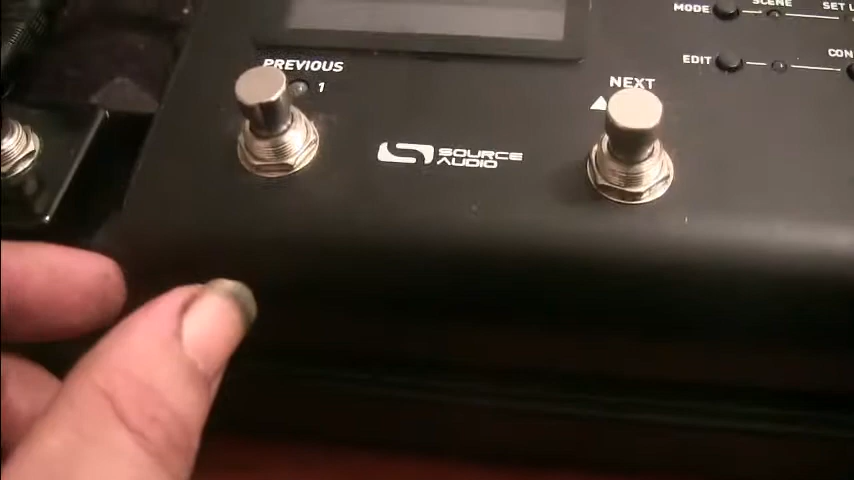 SCENE
MODE
SET U
EDIT
CON
PREVIOUS
1
NEXT
SOURCE
AUDIO